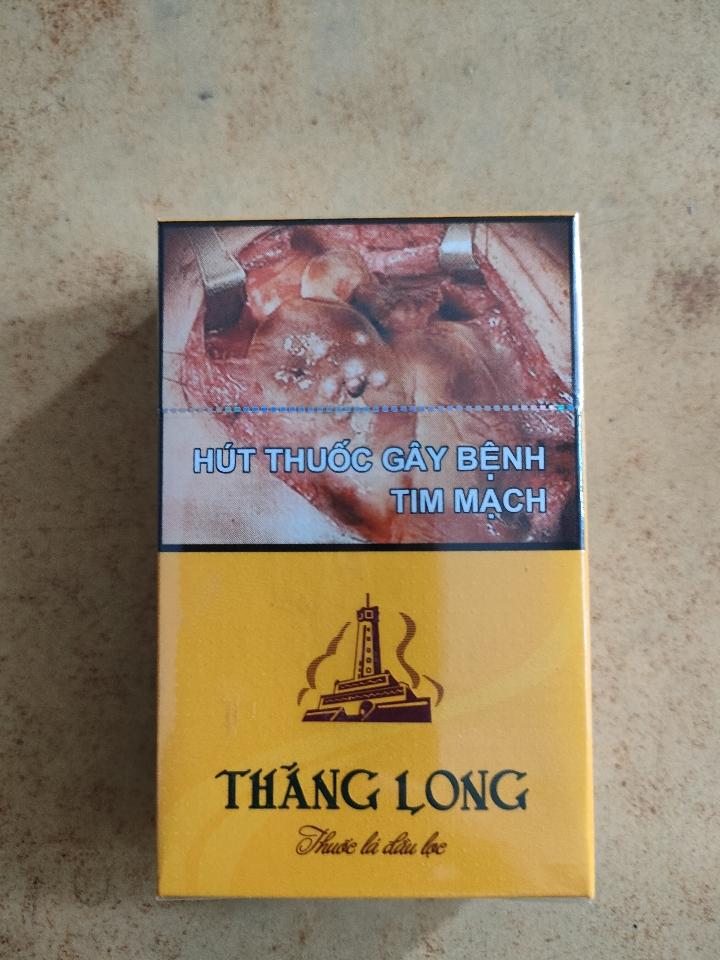 HÚT THUỐC GÂY BỆNH
TIM MẠCH
THĂNG LONG
Thuốc lá đầu lọc